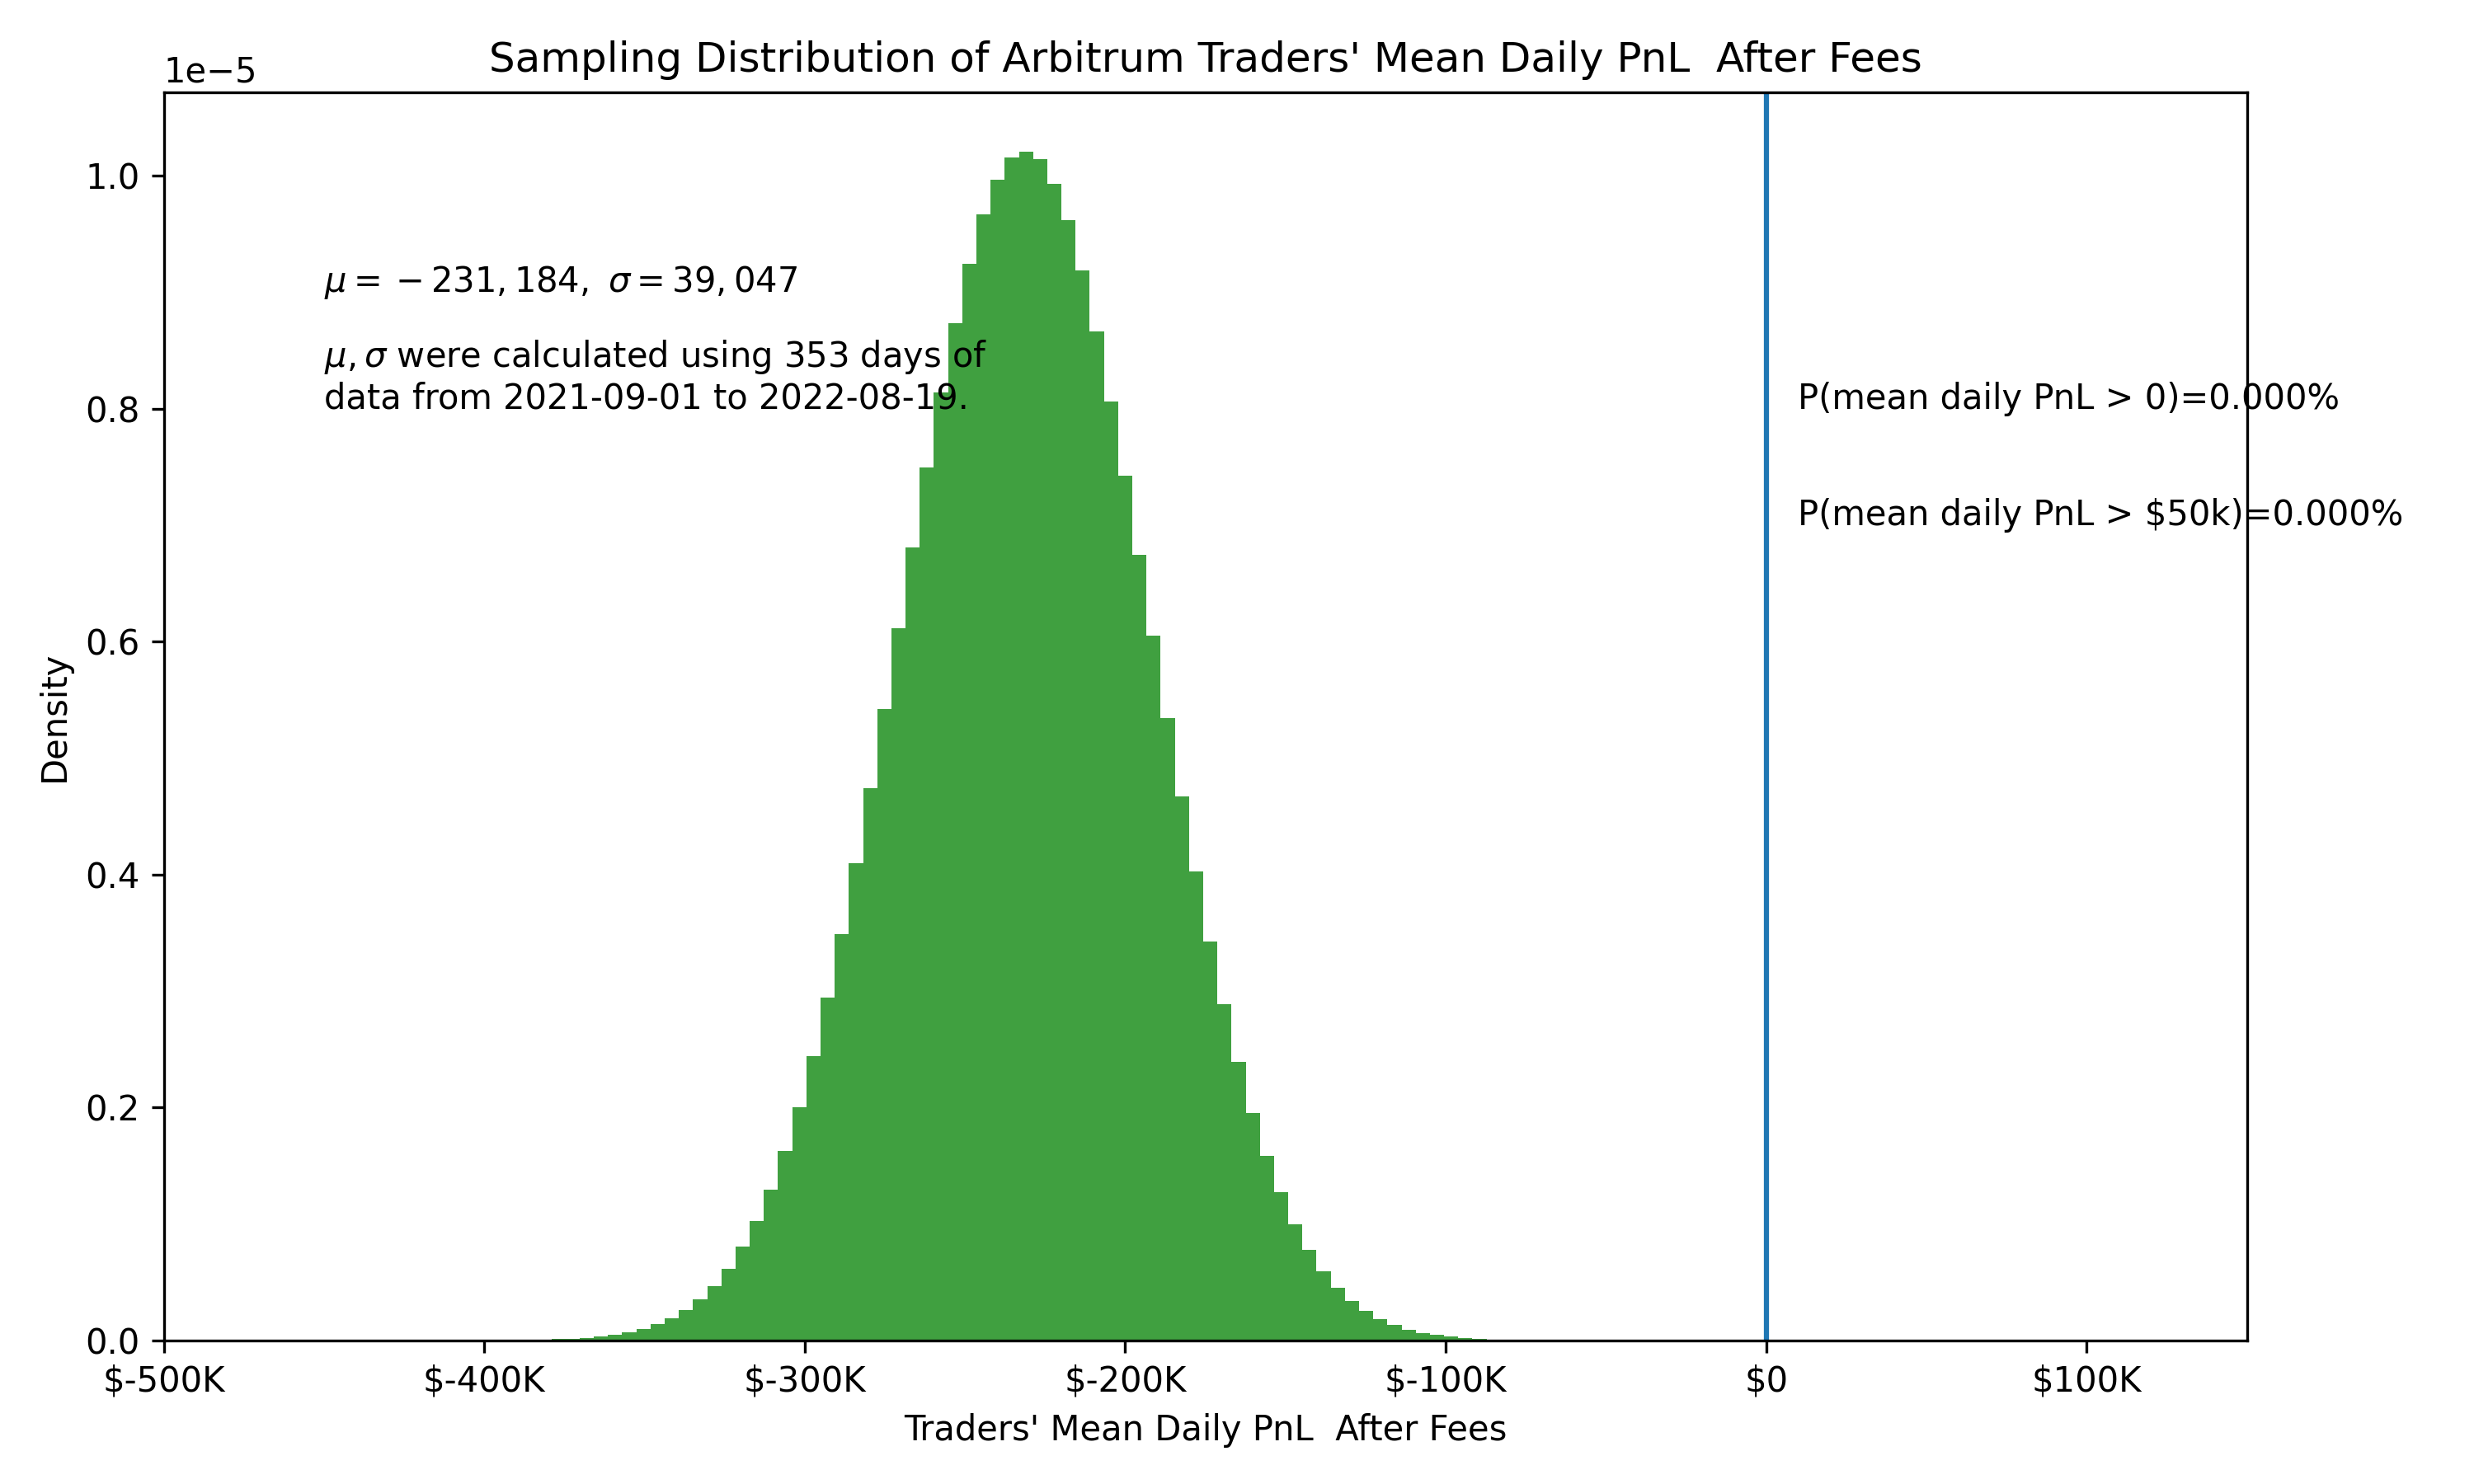 Sampling Distribution of Arbitrum Traders' Mean Daily PnL  After Fees
1e−5
1.0
0.8
0.6
0.4
0.2
0.0
Density
μ = − 231, 184, σ = 39, 047
μ, σ were calculated using 353 days of
data from 2021-09-01 to 2022-08-19.
P(mean daily PnL > 0)=0.000%
P(mean daily PnL > $50k)=0.000%
$-500K $-400K $-300K $-200K $-100K $0 $100K
Traders' Mean Daily PnL  After Fees